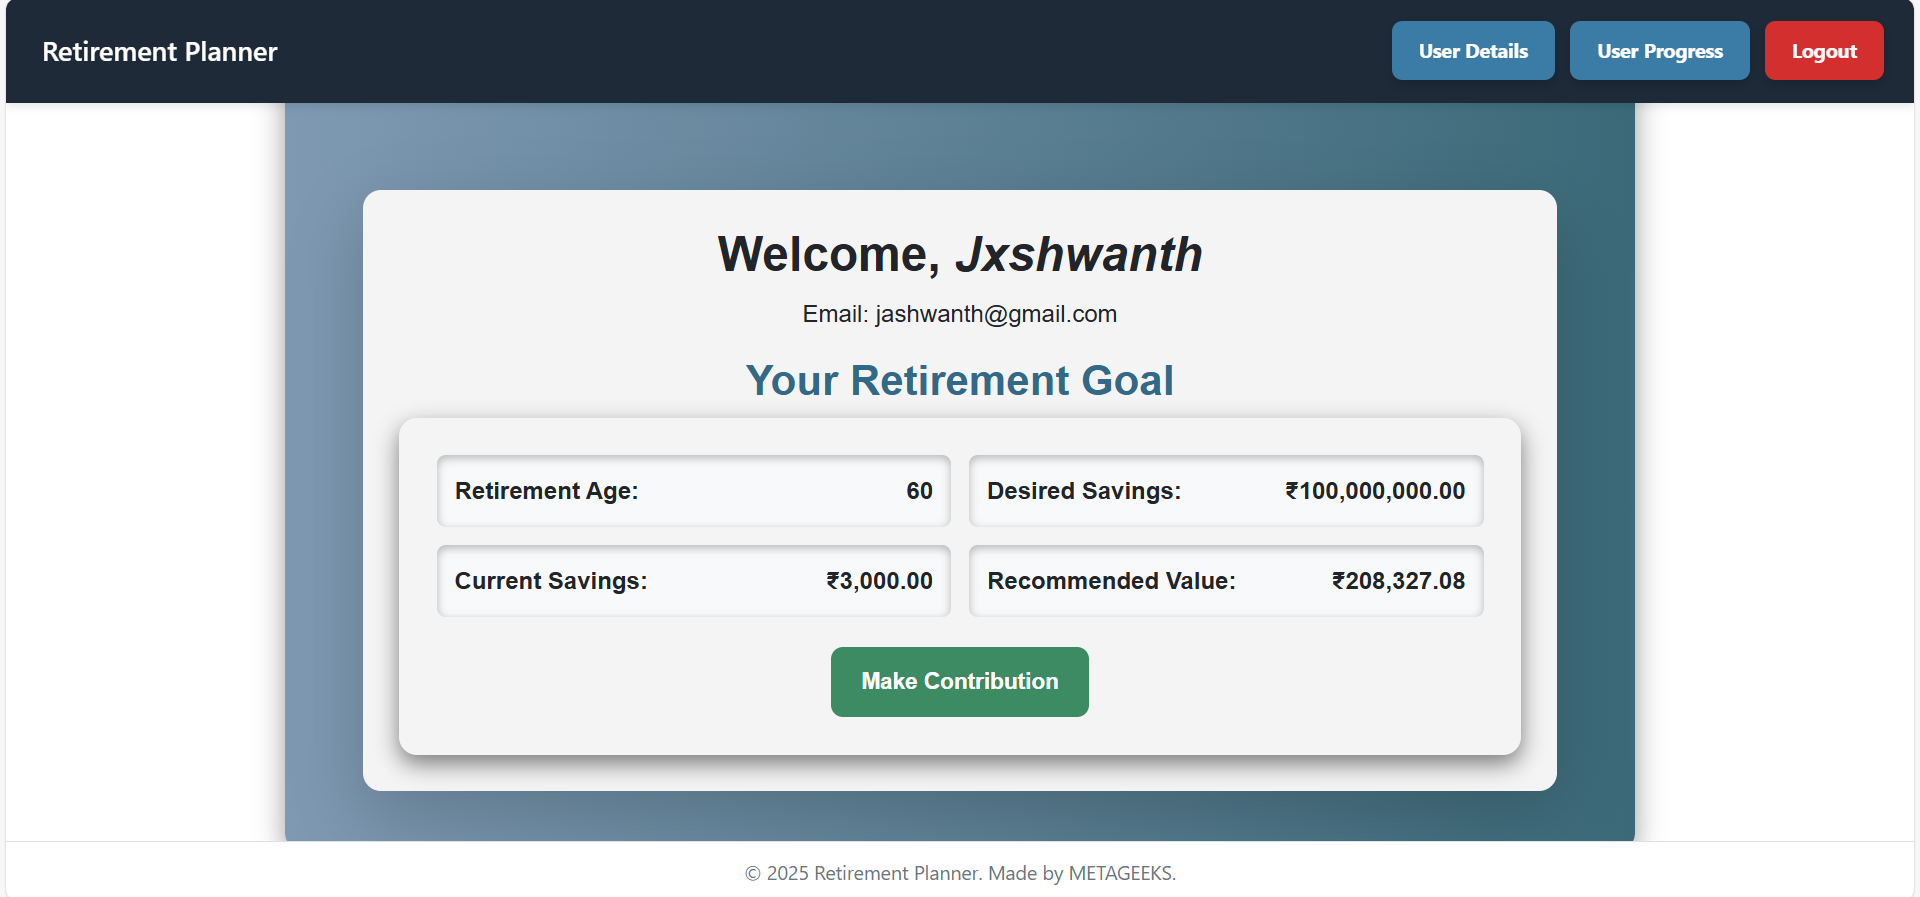 Retirement Planner
User Details
User Progress
Logout
Welcome, Jxshwanth
Email: jashwanth@gmail.com
Your Retirement Goal
Retirement Age: 60
Desired Savings: ₹100,000,000.00
Current Savings: ₹3,000.00
Recommended Value: ₹208,327.08
Make Contribution
© 2025 Retirement Planner. Made by METAGEEKS.